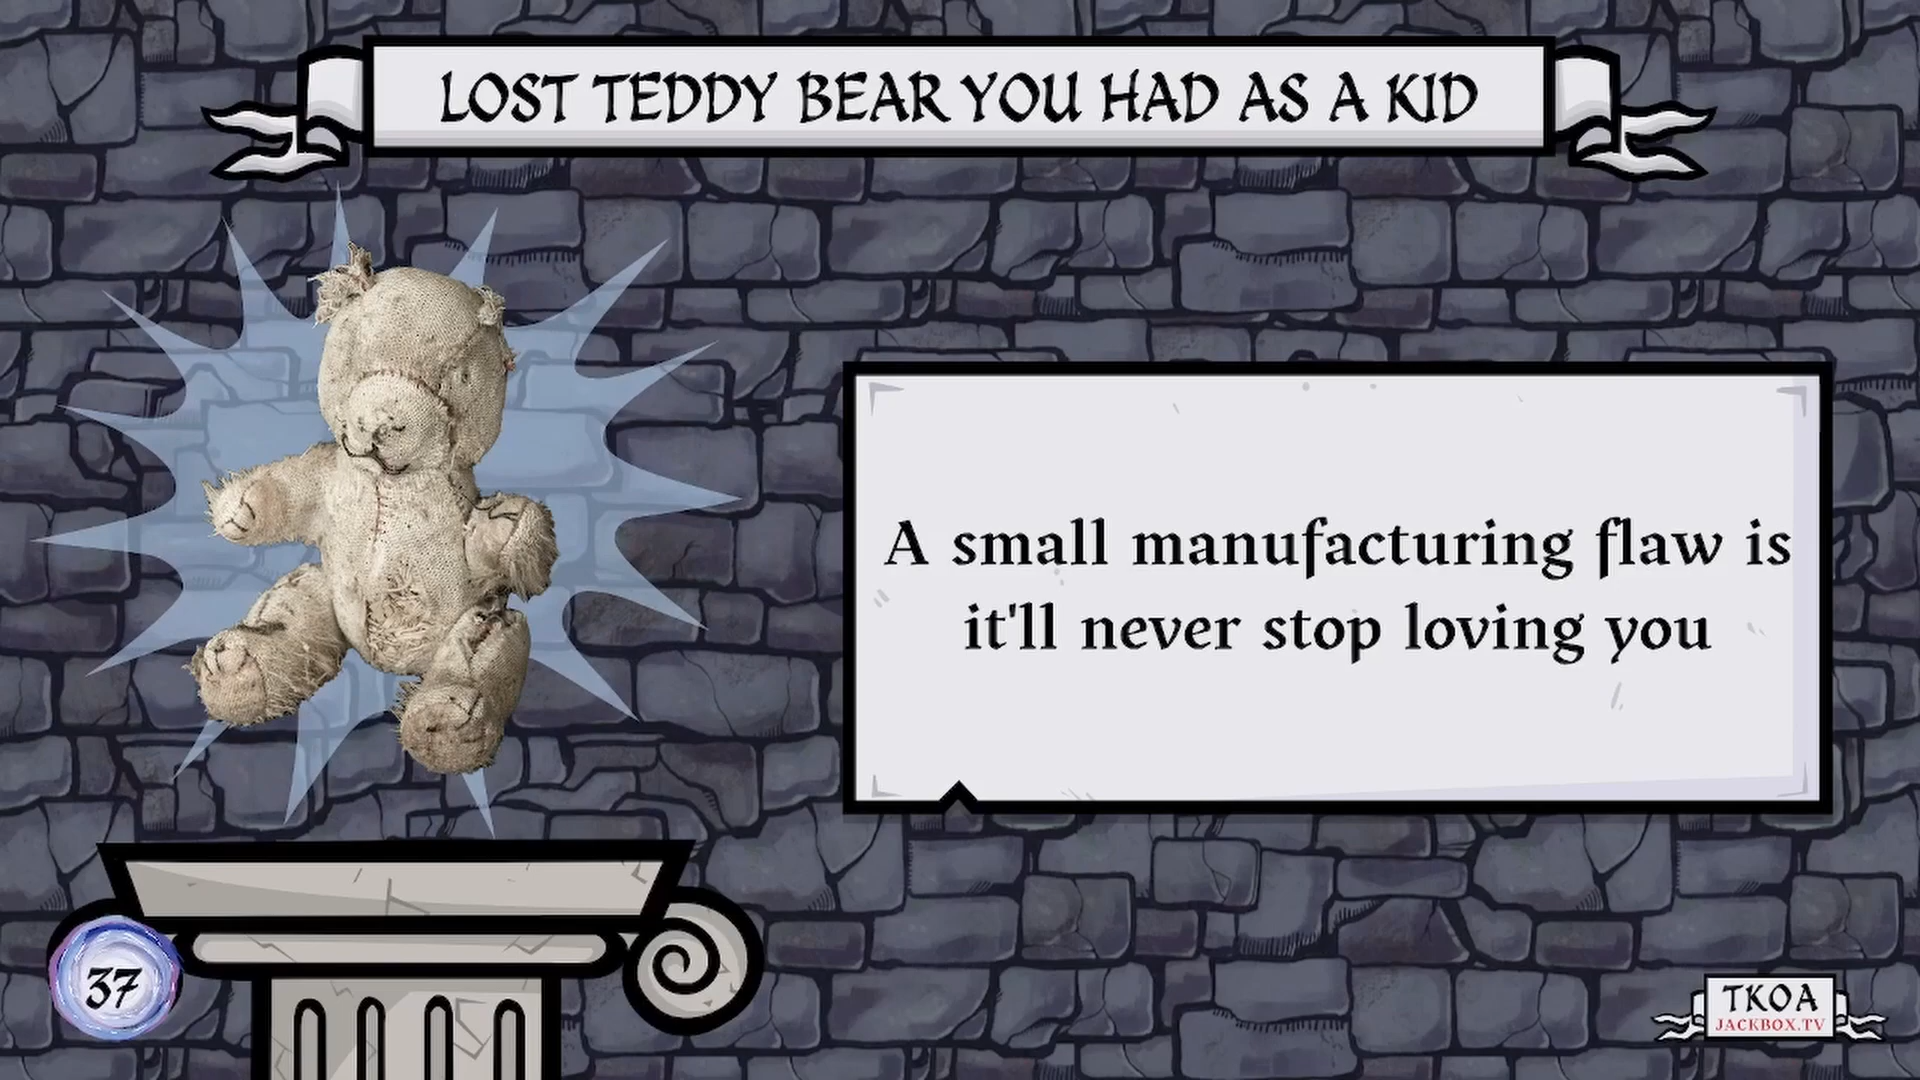 LOST TEDDY BEAR YOU HAD AS A KID
A small manufacturing flaw is
it'll never stop loving you
37
TKOA
JACKBOX.TV